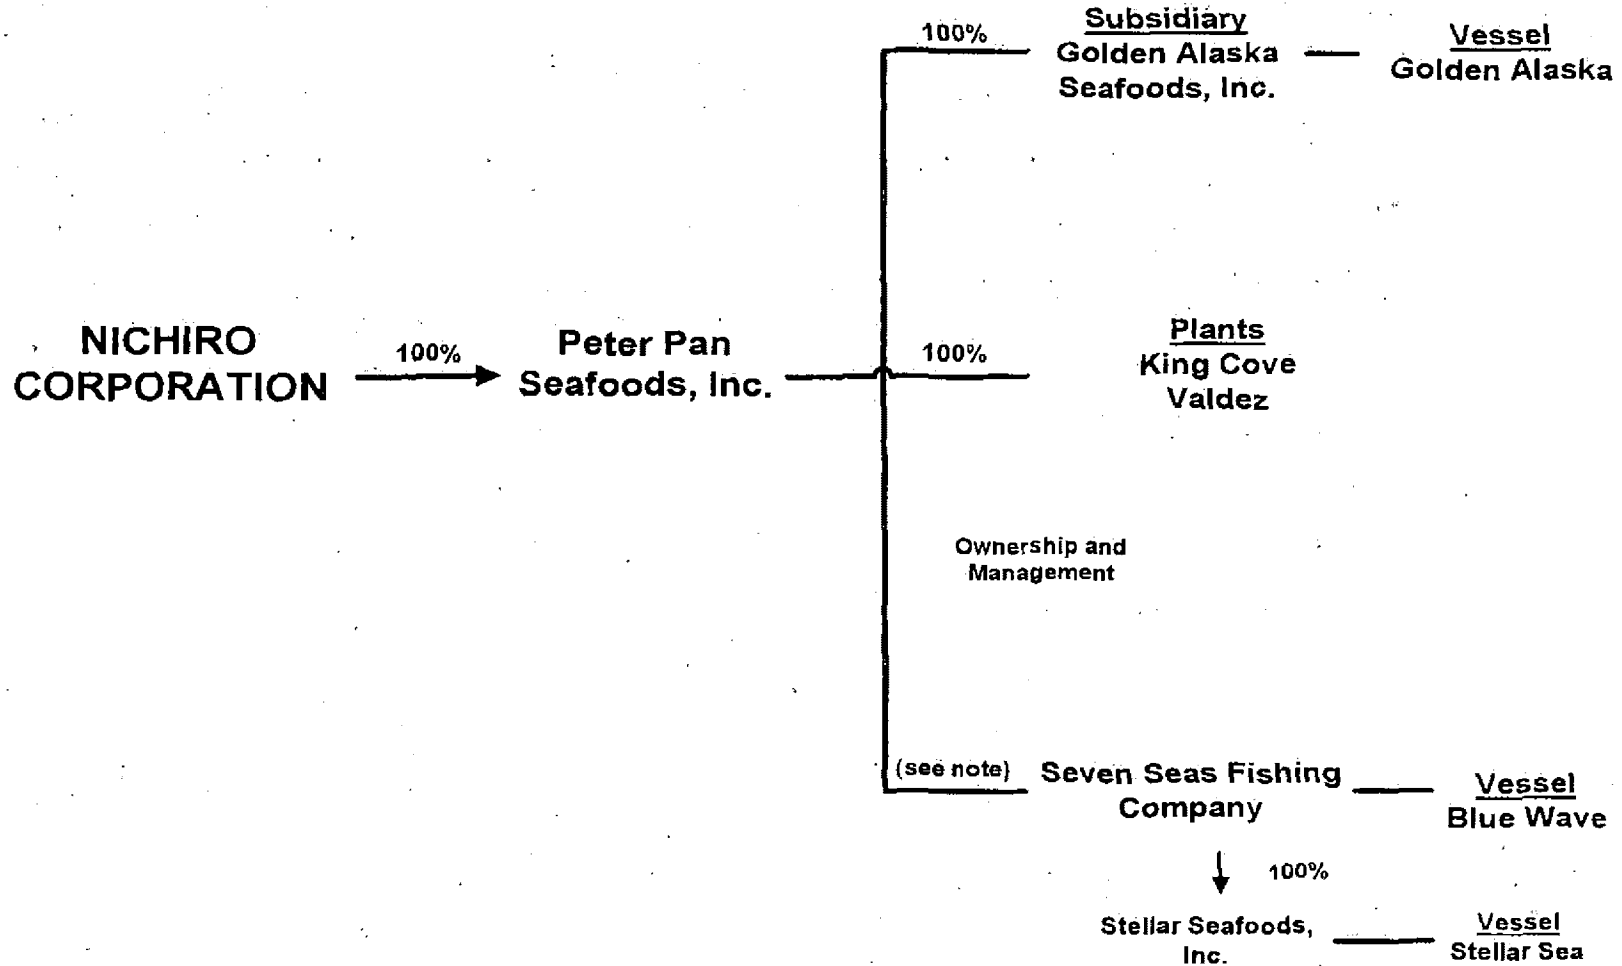 100%
Subsidiary
Golden Alaska
Seafoods, Inc.
Vessel
Golden Alaska
NICHIRO
CORPORATION
100%
Peter Pan
Seafoods, Inc.
100%
Plants
King Cove
Valdez
Ownership and
Management
(see note)
Seven Seas Fishing
Company
Vessel
Blue Wave
100%
Stellar Seafoods,
Inc.
Vessel
Stellar Sea